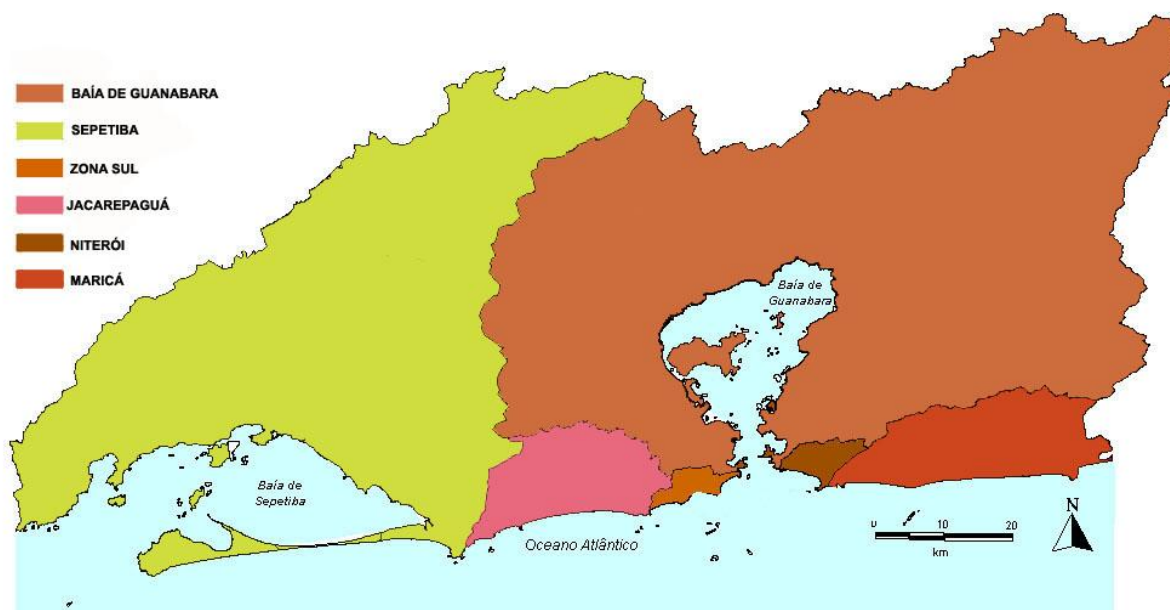 BAÍA DE GUANABARA
SEPETIBA
ZONA SUL
JACAREPAGUÁ
NITERÓI
MARICÁ
Baía de
Guanabara
Baía de
Sepetiba
Oceano Atlântico
0 10 20
km
N